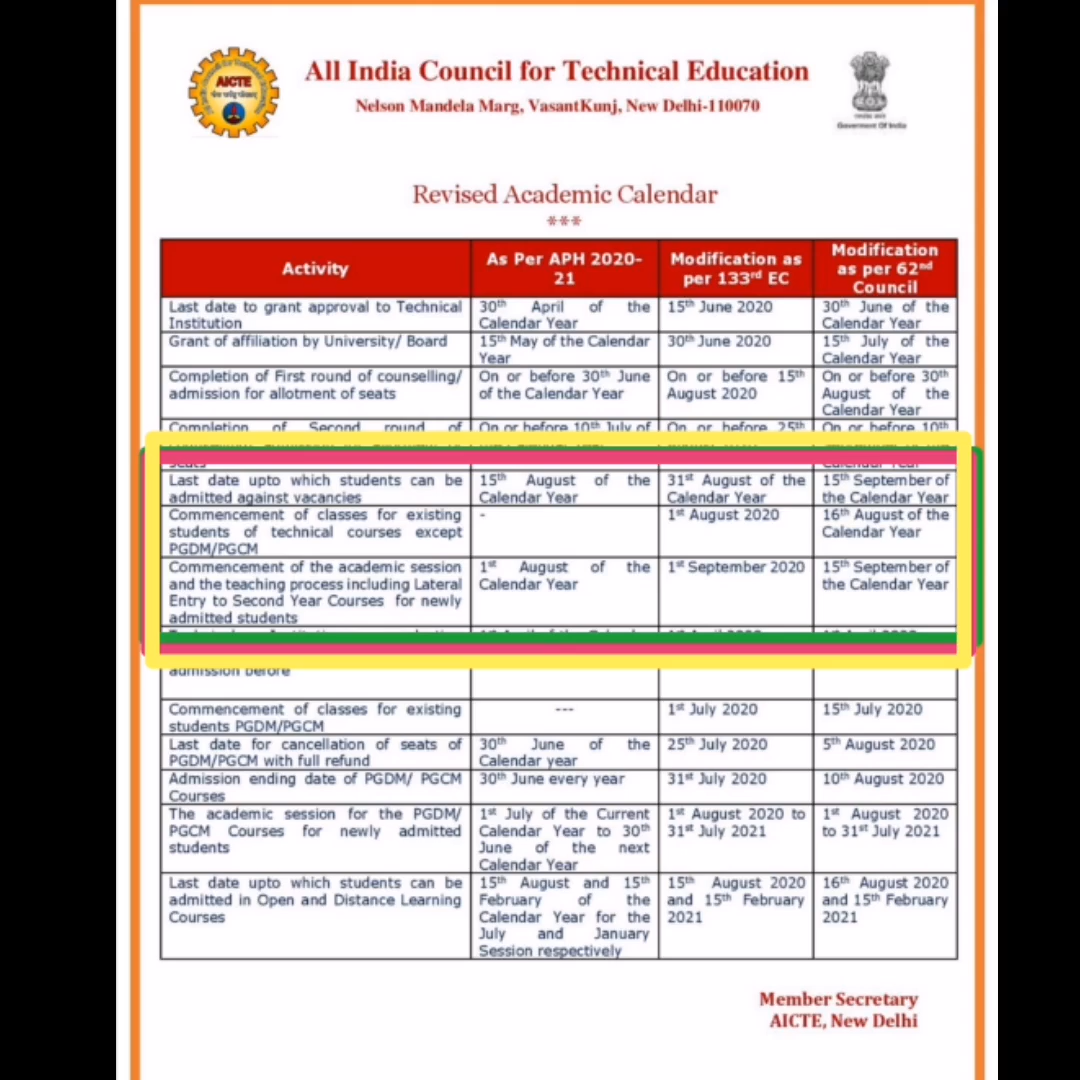 AICTE
All India Council for Technical Education
Nelson Mandela Marg, VasantKunj, New Delhi-110070
Government Of India
Revised Academic Calendar
***
Activity
As Per APH 2020-
21
Modification as
per 133rd EC
Modification
as per 62nd
Council
Last date to grant approval to Technical
Institution
30th April of the
Calendar Year
15th June 2020
30th June of the
Calendar Year
Grant of affiliation by University/ Board
15th May of the Calendar
Year
30th June 2020
15th July of the
Calendar Year
Completion of First round of counselling/
admission for allotment of seats
On or before 30th June
of the Calendar Year
On or before 15th
August 2020
On or before 30th
August of the
Calendar Year
Completion of Second round of
seats
On or before 10th July of
On or before 25th
On or before 10th
Calendar Year
Last date upto which students can be
admitted against vacancies
15th August of the
Calendar Year
31st August of the
Calendar Year
15th September of
the Calendar Year
Commencement of classes for existing
students of technical courses except
PGDM/PGCM
-
1st August 2020
16th August of the
Calendar Year
Commencement of the academic session
and the teaching process including Lateral
Entry to Second Year Courses for newly
admitted students
1st August of the
Calendar Year
1st September 2020
15th September of
the Calendar Year
admission before
Commencement of classes for existing
students PGDM/PGCM
---
1st July 2020
15th July 2020
Last date for cancellation of seats of
PGDM/PGCM with full refund
30th June of the
Calendar year
25th July 2020
5th August 2020
Admission ending date of PGDM/ PGCM
Courses
30th June every year
31st July 2020
10th August 2020
The academic session for the PGDM/
PGCM Courses for newly admitted
students
1st July of the Current
Calendar Year to 30th
June of the next
Calendar Year
1st August 2020 to
31st July 2021
1st August 2020
to 31st July 2021
Last date upto which students can be
admitted in Open and Distance Learning
Courses
15th August and 15th
February of the
Calendar Year for the
July and January
Session respectively
15th August 2020
and 15th February
2021
16th August 2020
and 15th February
2021
Member Secretary
AICTE, New Delhi